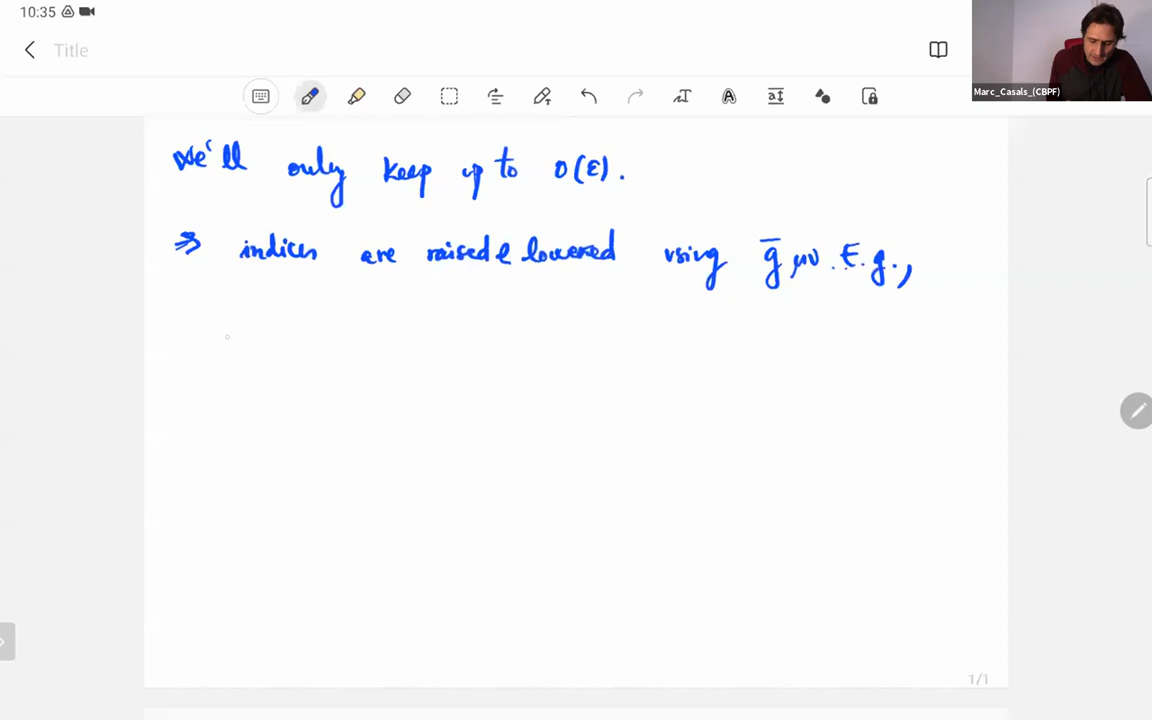 10:35
Title
Marc_Casals_(CBPF)
We'll only keep up to O(ε).
⇒ indices are raised & lowered using ḡμν. E.g.,
1/1